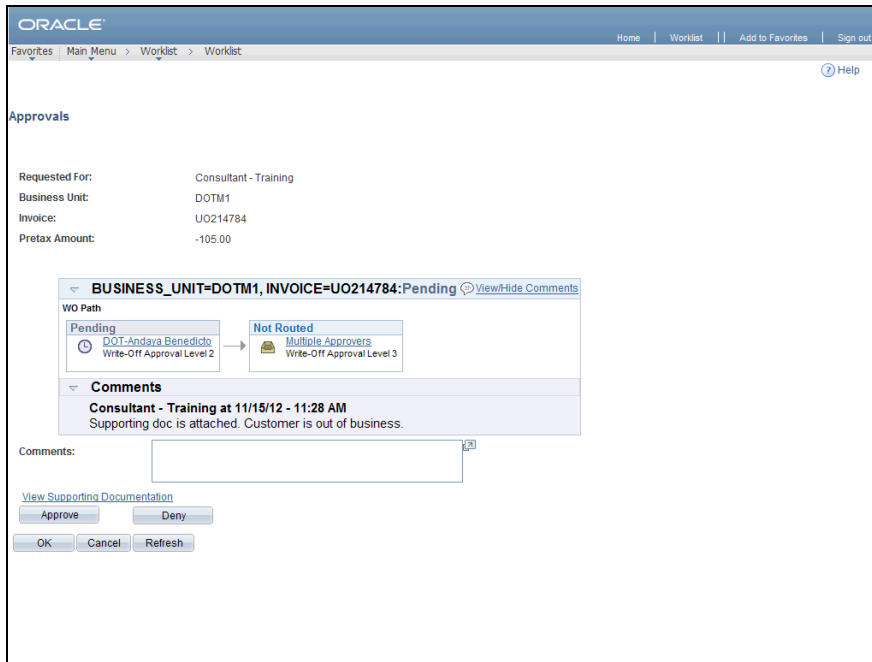 ORACLE
Home | Worklist || Add to Favorites | Sign out
Favorites | Main Menu > Worklist > Worklist
? Help
Approvals
Requested For: Consultant - Training
Business Unit: DOTM1
Invoice: UO214784
Pretax Amount: -105.00
BUSINESS_UNIT=DOTM1, INVOICE=UO214784:Pending View/Hide Comments
WO Path
Pending
DOT-Andaya Benedicto
Write-Off Approval Level 2
Not Routed
Multiple Approvers
Write-Off Approval Level 3
Comments
Consultant - Training at 11/15/12 - 11:28 AM
Supporting doc is attached. Customer is out of business.
Comments:
View Supporting Documentation
Approve Deny
OK Cancel Refresh